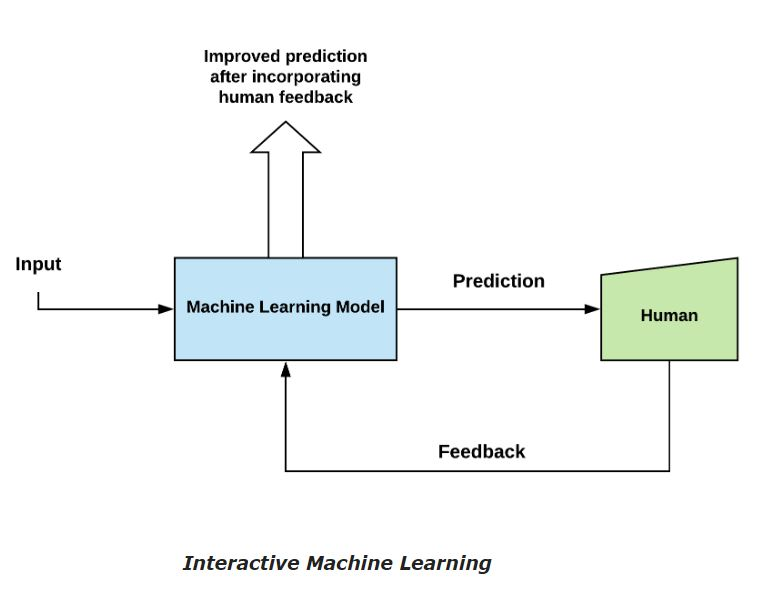 Improved prediction
after incorporating
human feedback
Input
Machine Learning Model
Prediction
Human
Feedback
Interactive Machine Learning